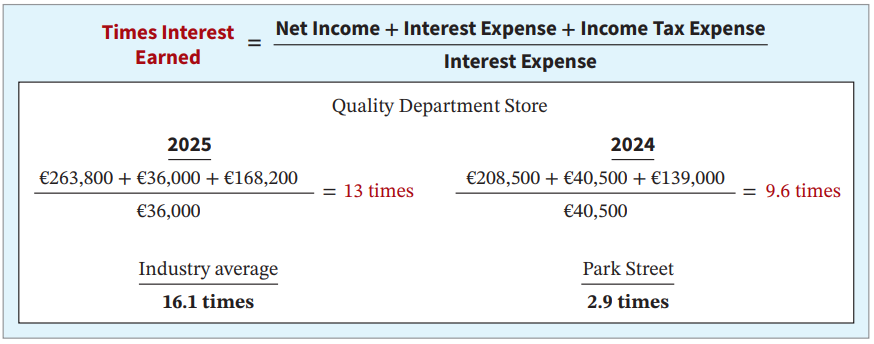 Times Interest Earned = Net Income + Interest Expense + Income Tax Expense
Interest Expense
Quality Department Store
2025
€263,800 + €36,000 + €168,200
€36,000
= 13 times
2024
€208,500 + €40,500 + €139,000
€40,500
= 9.6 times
Industry average
16.1 times
Park Street
2.9 times